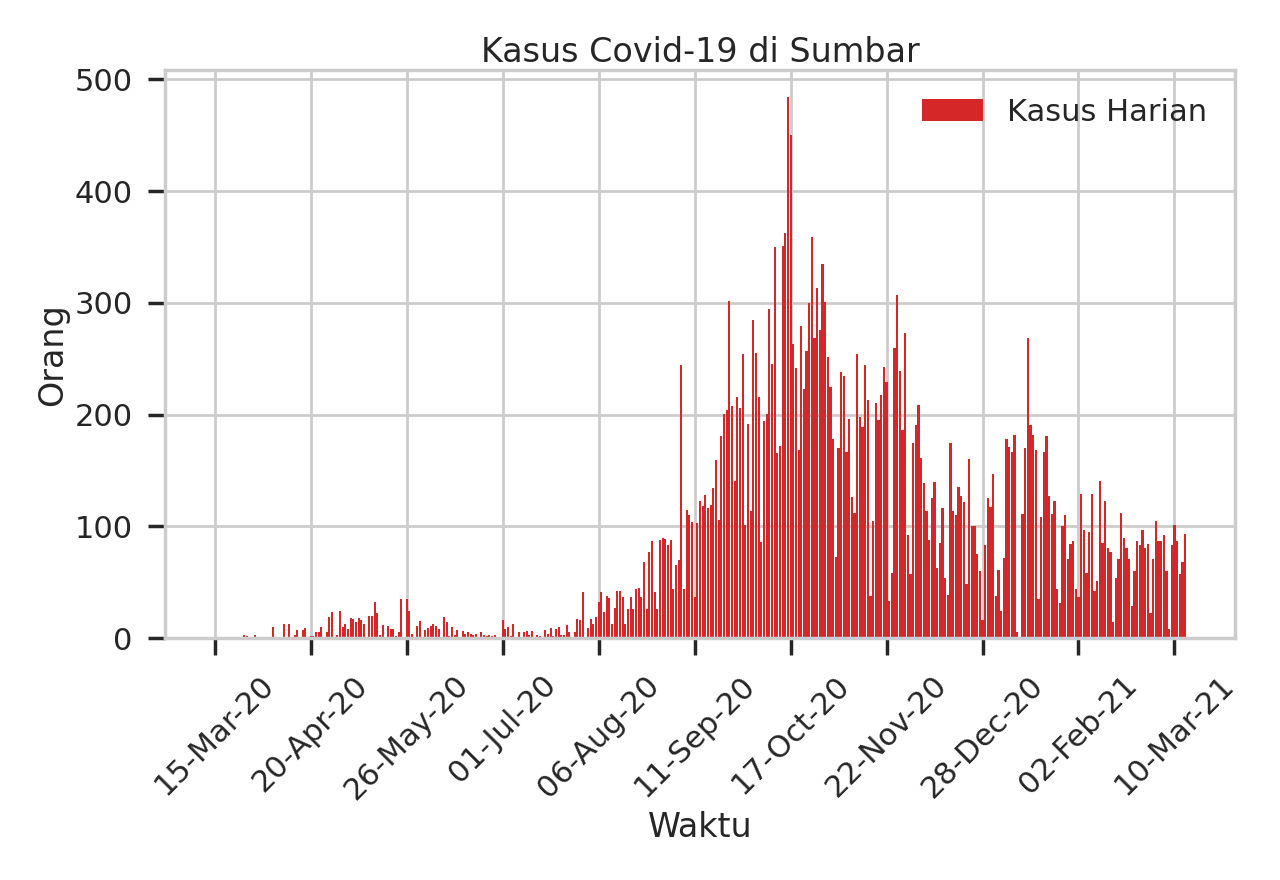 Kasus Covid-19 di Sumbar
Kasus Harian
Orang
500
400
300
200
100
0
15-Mar-20
20-Apr-20
26-May-20
01-Jul-20
06-Aug-20
11-Sep-20
17-Oct-20
22-Nov-20
28-Dec-20
02-Feb-21
10-Mar-21
Waktu